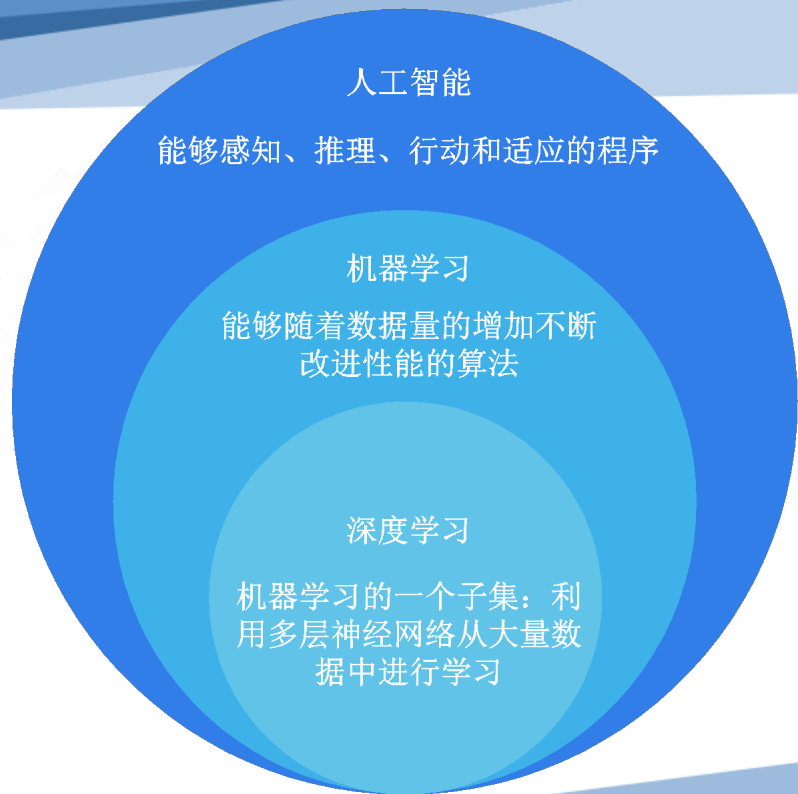 人工智能
能够感知、推理、行动和适应的程序
机器学习
能够随着数据量的增加不断
改进性能的算法
深度学习
机器学习的一个子集：利
用多层神经网络从大量数
据中进行学习